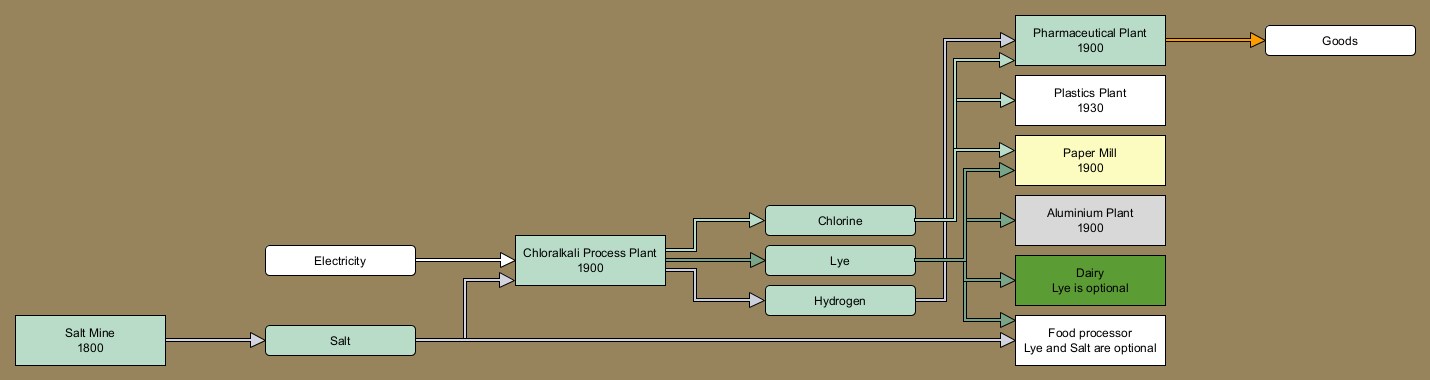 Pharmaceutical Plant
1900
Goods
Plastics Plant
1930
Paper Mill
1900
Aluminium Plant
1900
Chlorine
Electricity
Chloralkali Process Plant
1900
Lye
Dairy
Lye is optional
Hydrogen
Salt Mine
1800
Salt
Food processor
Lye and Salt are optional